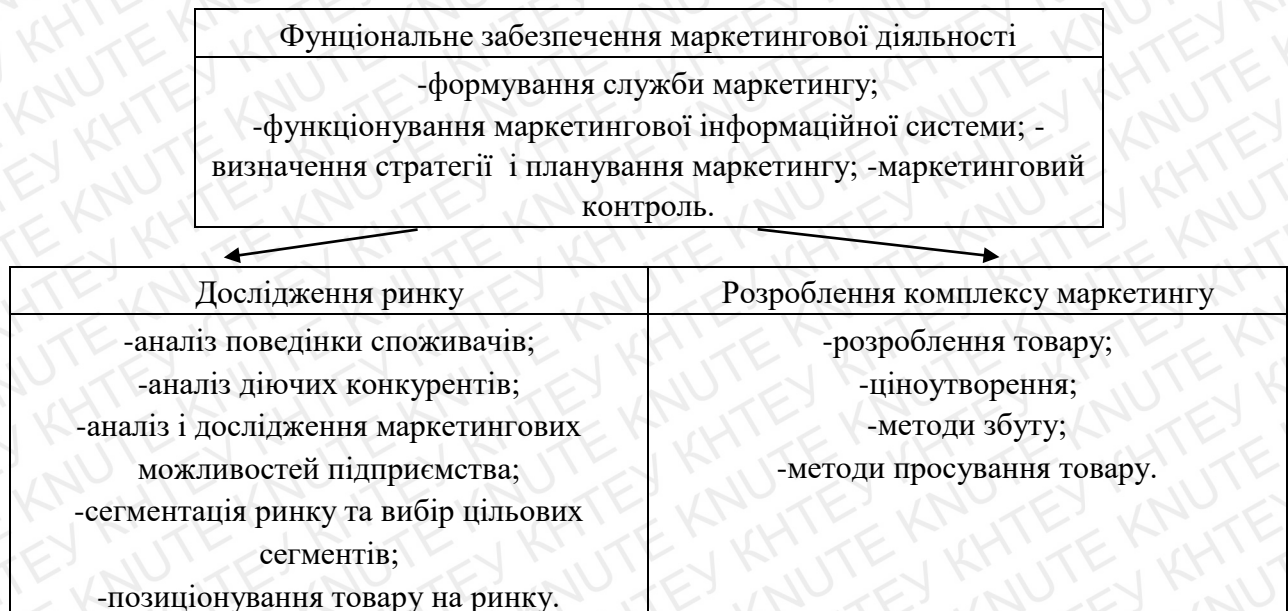 Фунціональне забезпечення маркетингової діяльності
-формування служби маркетингу;
-функціонування маркетингової інформаційної системи; -
визначення стратегії і планування маркетингу; -маркетинговий
контроль.
Дослідження ринку
-аналіз поведінки споживачів;
-аналіз діючих конкурентів;
-аналіз і дослідження маркетингових
можливостей підприємства;
-сегментація ринку та вибір цільових
сегментів;
-позиціонування товару на ринку.
Розроблення комплексу маркетингу
-розроблення товару;
-ціноутворення;
-методи збуту;
-методи просування товару.